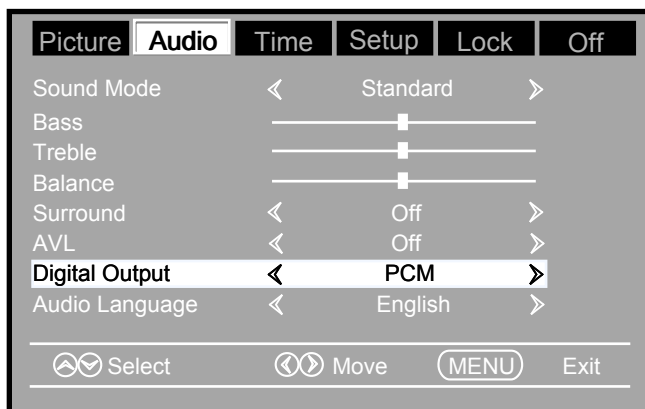 Picture Audio Time Setup Lock Off
Sound Mode Standard
Bass
Treble
Balance
Surround Off
AVL Off
Digital Output PCM
Audio Language English
Select Move MENU Exit